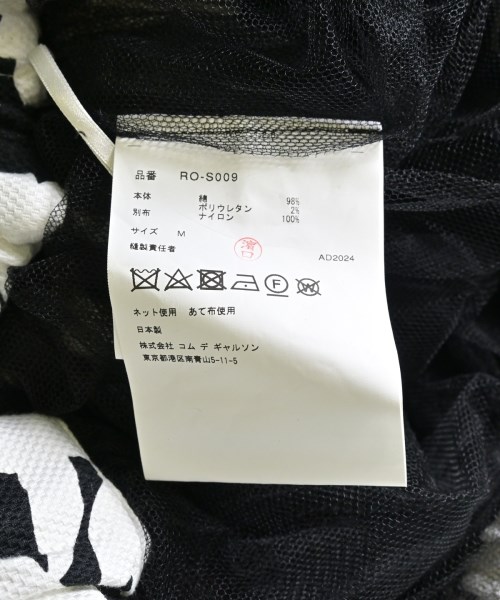 品番 RO-S009
本体 綿 98%
ポリウレタン 2%
別布 ナイロン 100%
サイズ M
縫製責任者 濱口
AD2024
F W
ネット使用 あて布使用
日本製
株式会社 コム デ ギャルソン
東京都港区南青山5-11-5